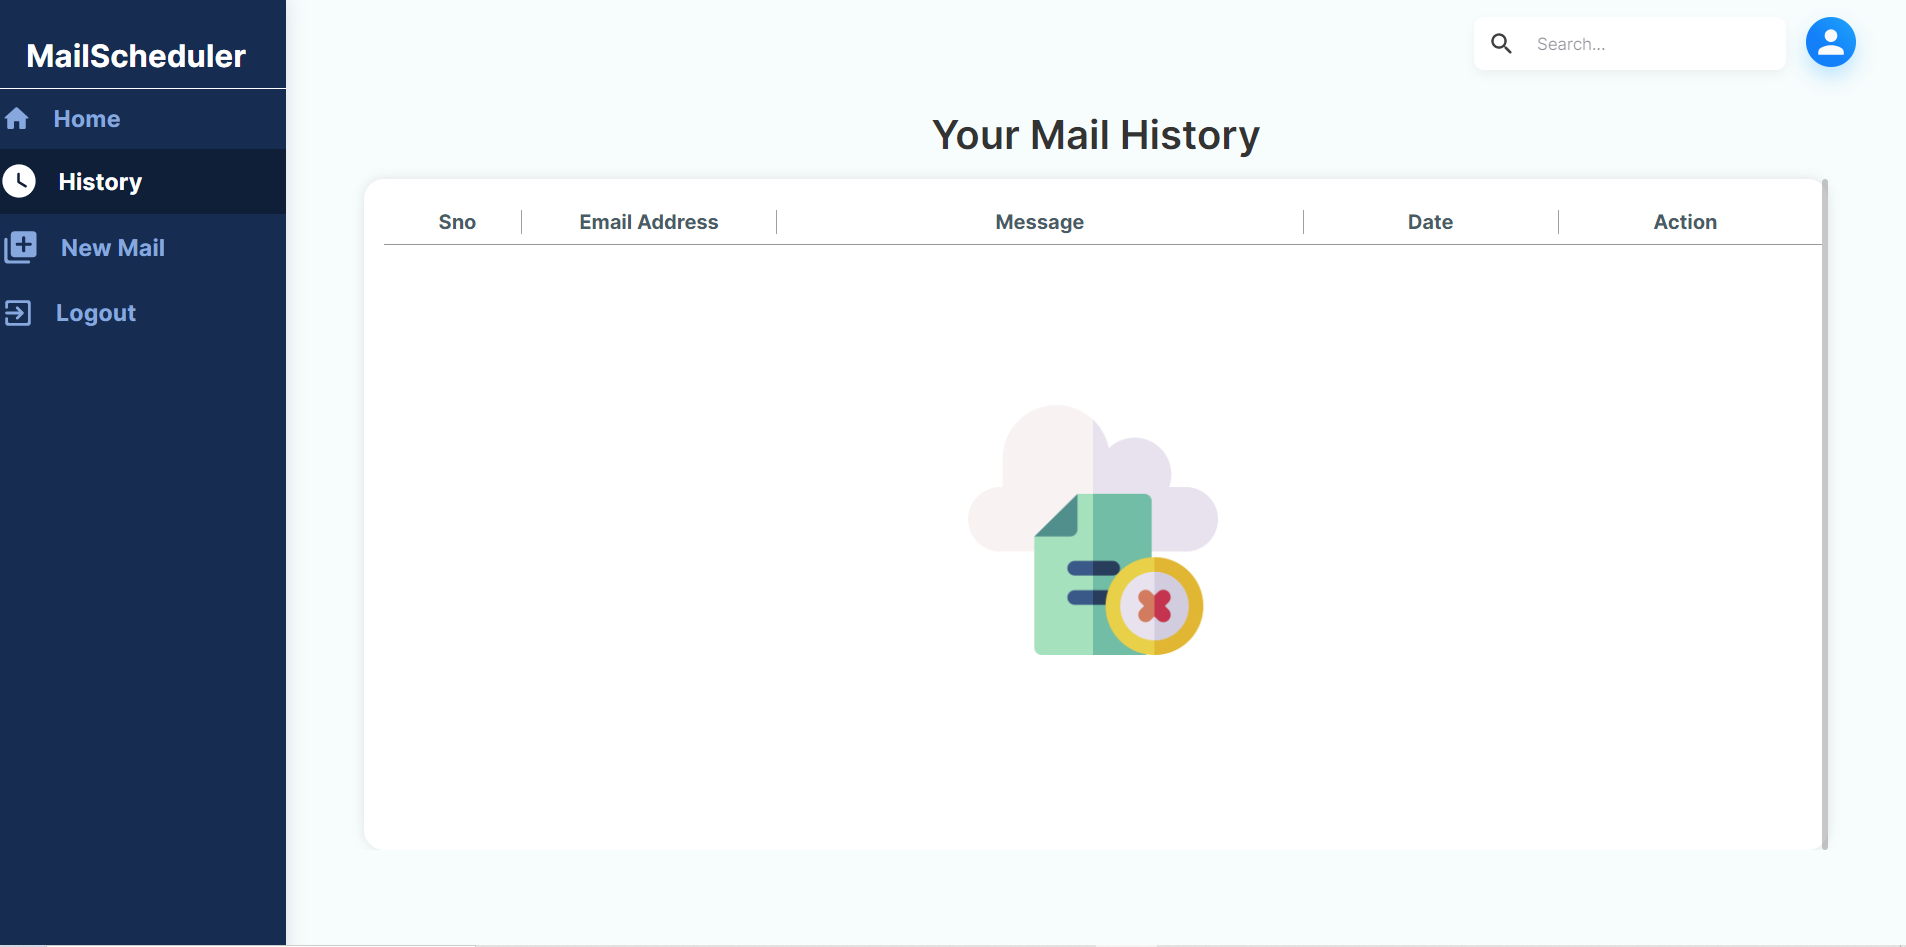 MailScheduler
Home
History
New Mail
Logout
Search...
Your Mail History
Sno Email Address Message Date Action